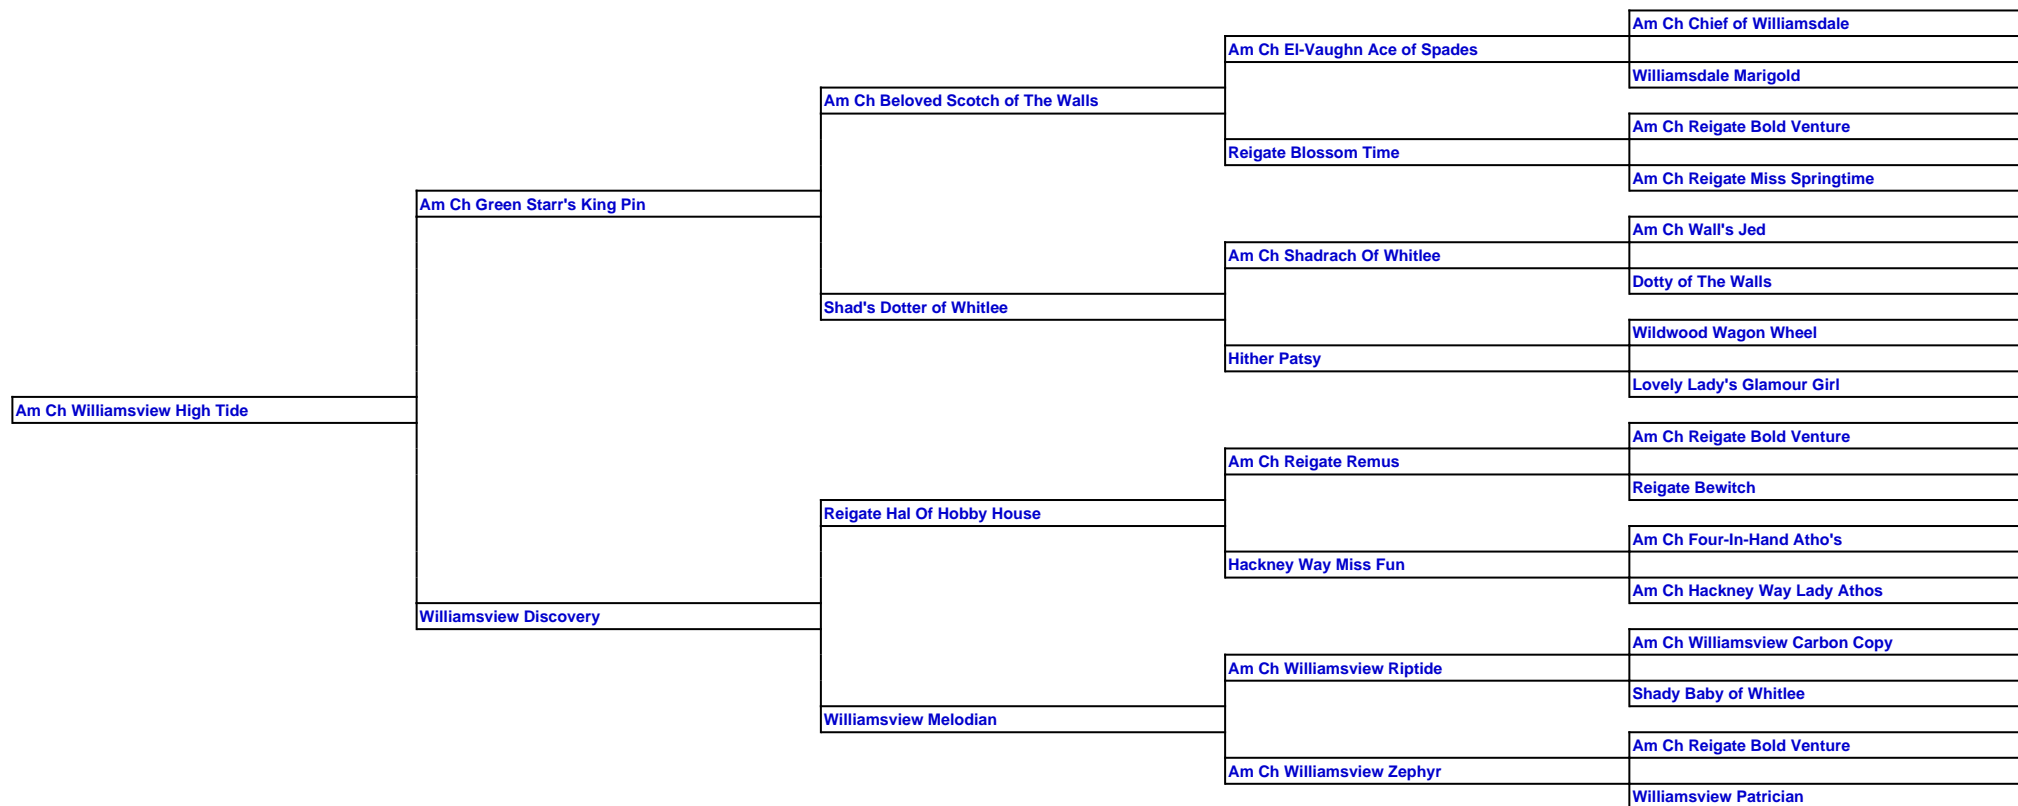 Am Ch Chief of Williamsdale
Am Ch El-Vaughn Ace of Spades
Williamsdale Marigold
Am Ch Beloved Scotch of The Walls
Am Ch Reigate Bold Venture
Reigate Blossom Time
Am Ch Reigate Miss Springtime
Am Ch Green Starr's King Pin
Am Ch Wall's Jed
Am Ch Shadrach Of Whitlee
Dotty of The Walls
Shad's Dotter of Whitlee
Wildwood Wagon Wheel
Hither Patsy
Lovely Lady's Glamour Girl
Am Ch Williamsview High Tide
Am Ch Reigate Bold Venture
Am Ch Reigate Remus
Reigate Bewitch
Reigate Hal Of Hobby House
Am Ch Four-In-Hand Atho's
Hackney Way Miss Fun
Am Ch Hackney Way Lady Athos
Williamsview Discovery
Am Ch Williamsview Carbon Copy
Am Ch Williamsview Riptide
Shady Baby of Whitlee
Williamsview Melodian
Am Ch Reigate Bold Venture
Am Ch Williamsview Zephyr
Williamsview Patrician